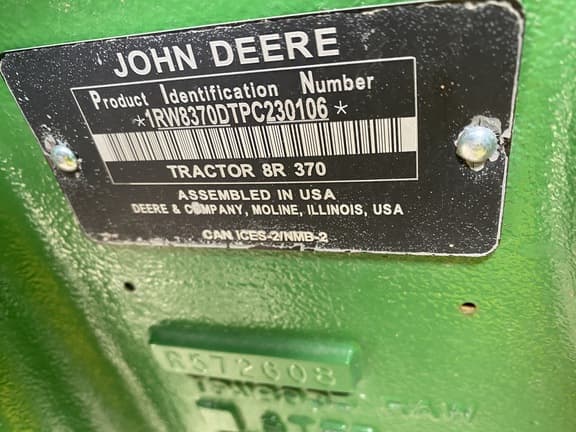 JOHN DEERE
Product Identification Number
*1RW8370DTPC230106*
TRACTOR 8R 370
ASSEMBLED IN USA
DEERE & COMPANY, MOLINE, ILLINOIS, USA
CAN ICES-2/NMB-2
R572608